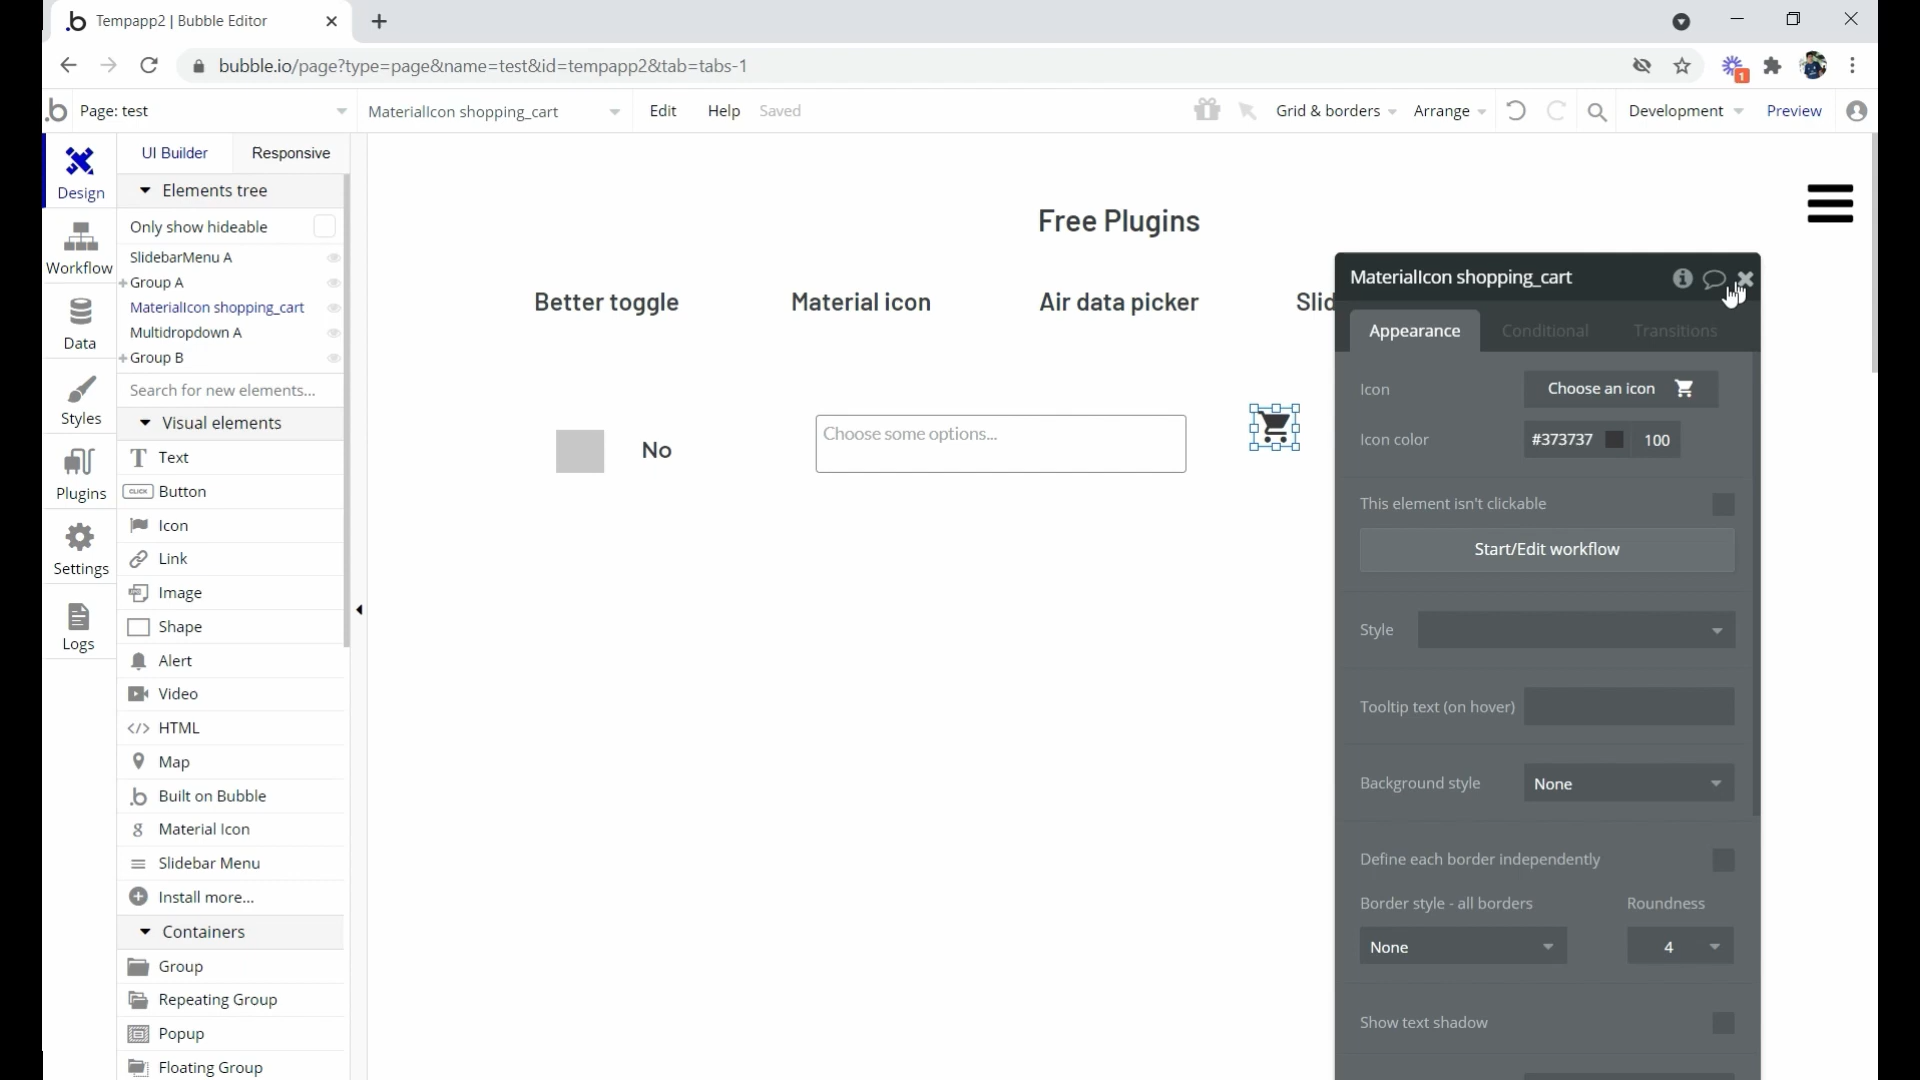 Tempapp2 | Bubble Editor
bubble.io/page?type=page&name=test&id=tempapp2&tab=tabs-1
1
Page: test
MaterialIcon shopping_cart
Edit
Help
Saved
Grid & borders
Arrange
Development
Preview
Design
Workflow
Data
Styles
Plugins
Settings
Logs
UI Builder
Responsive
Elements tree
Only show hideable
SlidebarMenu A
Group A
MaterialIcon shopping_cart
Multidropdown A
Group B
Search for new elements...
Visual elements
Text
CLICK Button
Icon
Link
Image
Shape
Alert
Video
HTML
Map
Built on Bubble
Material Icon
Slidebar Menu
Install more...
Containers
Group
Repeating Group
Popup
Floating Group
Free Plugins
Better toggle
Material icon
Air data picker
Slid
No
Choose some options...
MaterialIcon shopping_cart
Appearance
Conditional
Transitions
Icon
Choose an icon
Icon color
#373737
100
This element isn't clickable
Start/Edit workflow
Style
Tooltip text (on hover)
Background style
None
Define each border independently
Border style - all borders
Roundness
None
4
Show text shadow